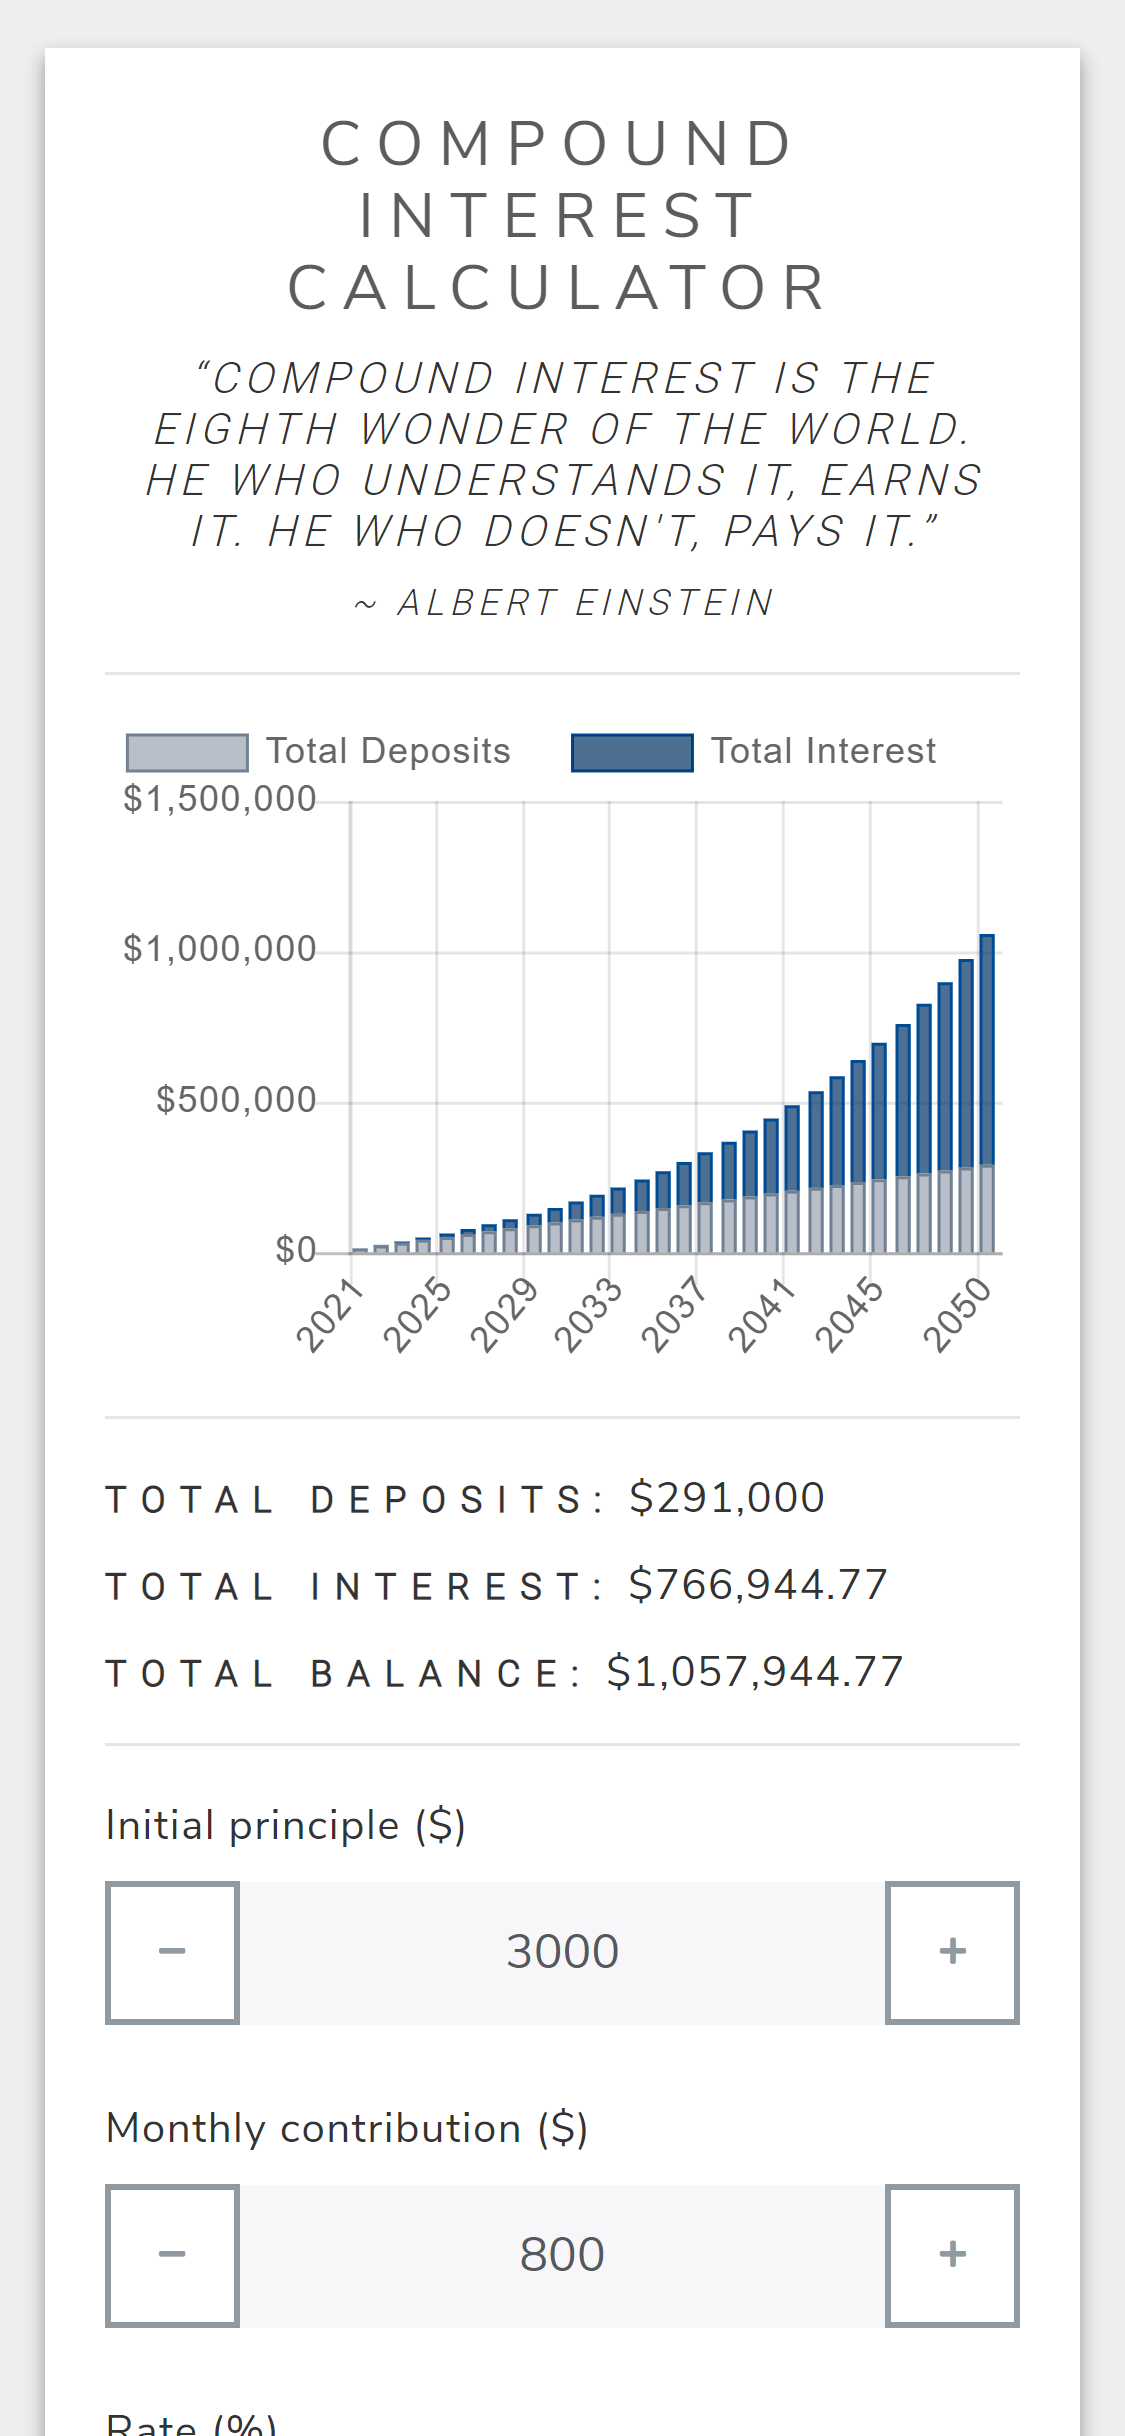 COMPOUND
INTEREST
CALCULATOR
“COMPOUND INTEREST IS THE
EIGHTH WONDER OF THE WORLD.
HE WHO UNDERSTANDS IT, EARNS
IT. HE WHO DOESN'T, PAYS IT.”
~ ALBERT EINSTEIN
Total Deposits Total Interest
$1,500,000
$1,000,000
$500,000
$0
2021 2025 2029 2033 2037 2041 2045 2050
TOTAL DEPOSITS: $291,000
TOTAL INTEREST: $766,944.77
TOTAL BALANCE: $1,057,944.77
Initial principle ($)
− 3000 +
Monthly contribution ($)
− 800 +
Rate (%)